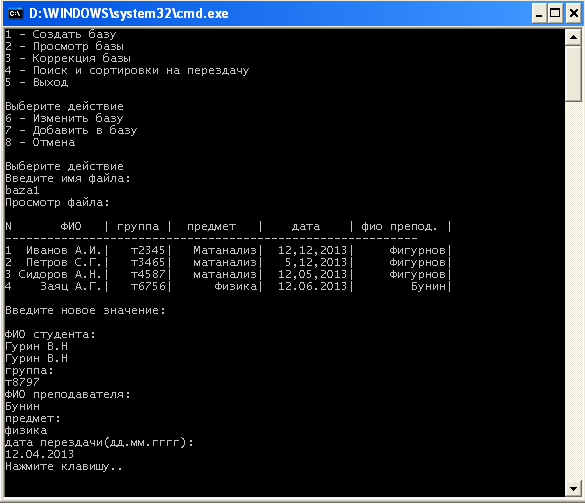 D:\WINDOWS\system32\cmd.exe
1 - Создать базу
2 - Просмотр базы
3 - Коррекция базы
4 - Поиск и сортировки на перездачу
5 - Выход
Выберите действие
6 - Изменить базу
7 - Добавить в базу
8 - Отмена
Выберите действие
Введите имя файла:
baza1
Просмотр файла:
N ФИО | группа | предмет | дата | фио препод. |
---------------------------------------------------------------
1 Иванов А.И.| т2345| Матанализ| 12,12,2013| Фигурнов|
2 Петров С.Г.| т3465| матанализ| 5,12,2013| Фигурнов|
3 Сидоров А.Н.| т4587| матанализ| 12,05,2013| Фигурнов|
4 Заяц А.Г.| т6756| Физика| 12.06.2013| Бунин|
Введите новое значение:
ФИО студента:
Гурин В.Н
Гурин В.Н
группа:
т8797
ФИО преподавателя:
Бунин
предмет:
физика
дата перездачи(дд.мм.гггг):
12.04.2013
Нажмите клавишу..